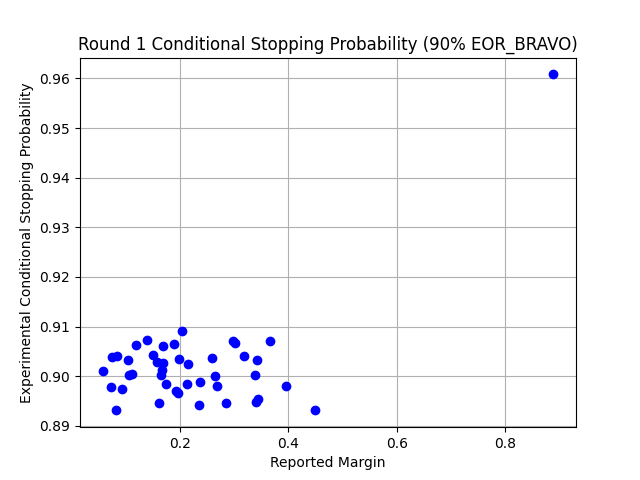 Round 1 Conditional Stopping Probability (90% EOR_BRAVO)
Experimental Conditional Stopping Probability
0.96
0.95
0.94
0.93
0.92
0.91
0.90
0.89
0.2 0.4 0.6 0.8
Reported Margin